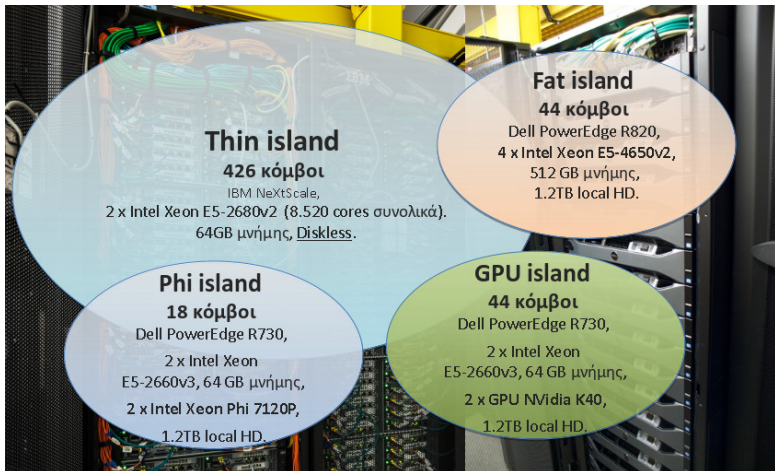 Thin island
426 κόμβοι
IBM NeXtScale,
2 x Intel Xeon E5-2680v2 (8.520 cores συνολικά).
64GB μνήμης, Diskless.
Fat island
44 κόμβοι
Dell PowerEdge R820,
4 x Intel Xeon E5-4650v2,
512 GB μνήμης,
1.2TB local HD.
Phi island
18 κόμβοι
Dell PowerEdge R730,
2 x Intel Xeon
E5-2660v3, 64 GB μνήμης,
2 x Intel Xeon Phi 7120P,
1.2TB local HD.
GPU island
44 κόμβοι
Dell PowerEdge R730,
2 x Intel Xeon
E5-2660v3, 64 GB μνήμης,
2 x GPU NVidia K40,
1.2TB local HD.